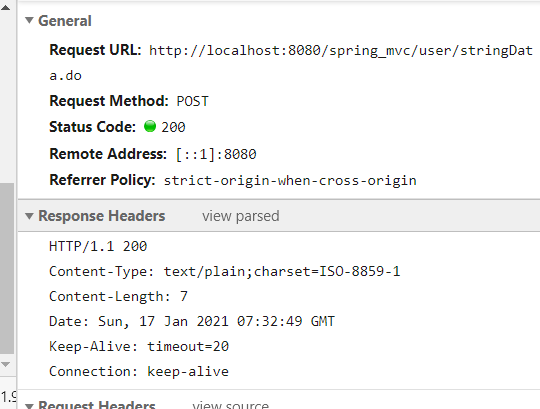 General
Request URL: http://localhost:8080/spring_mvc/user/stringDat
a.do
Request Method: POST
Status Code: 200
Remote Address: [::1]:8080
Referrer Policy: strict-origin-when-cross-origin
Response Headers view parsed
HTTP/1.1 200
Content-Type: text/plain;charset=ISO-8859-1
Content-Length: 7
Date: Sun, 17 Jan 2021 07:32:49 GMT
Keep-Alive: timeout=20
Connection: keep-alive
1.9
Request Headers view source